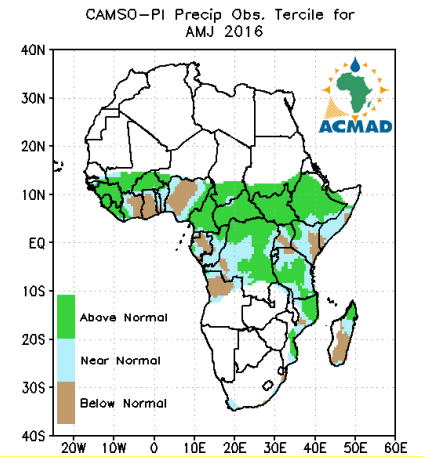 CAMSO-PI Precip Obs. Tercile for
AMJ 2016
40N
30N
20N
10N
EQ
10S
20S
30S
40S
20W 10W 0 10E 20E 30E 40E 50E 60E
ACMAD
Above Normal
Near Normal
Below Normal